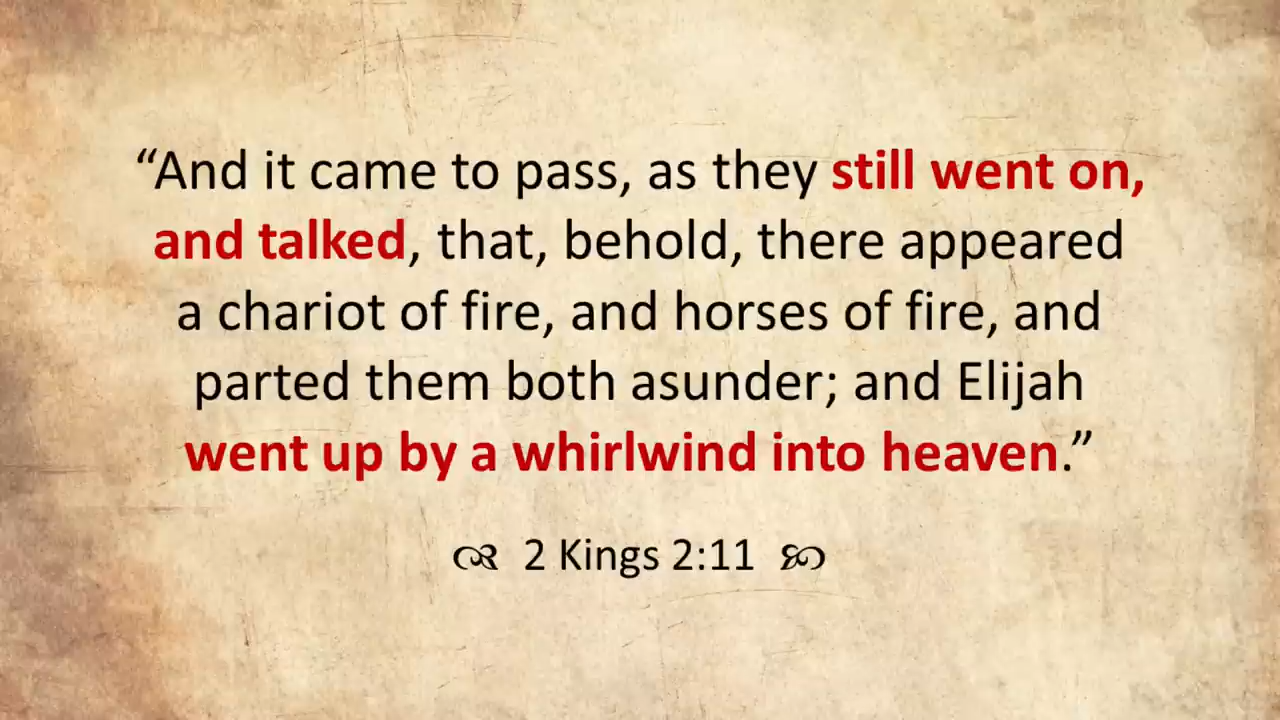 “And it came to pass, as they still went on,
and talked, that, behold, there appeared
a chariot of fire, and horses of fire, and
parted them both asunder; and Elijah
went up by a whirlwind into heaven.”
2 Kings 2:11